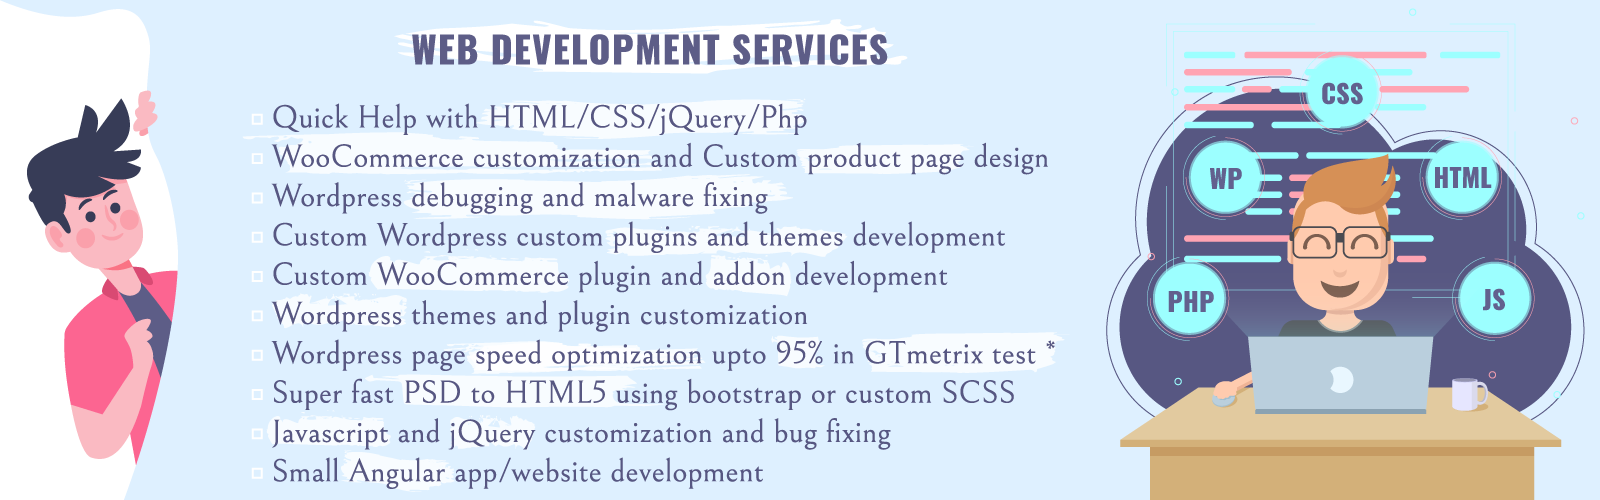 WEB DEVELOPMENT SERVICES
Quick Help with HTML/CSS/jQuery/Php
WooCommerce customization and Custom product page design
Wordpress debugging and malware fixing
Custom Wordpress custom plugins and themes development
Custom WooCommerce plugin and addon development
Wordpress themes and plugin customization
Wordpress page speed optimization upto 95% in GTmetrix test *
Super fast PSD to HTML5 using bootstrap or custom SCSS
Javascript and jQuery customization and bug fixing
Small Angular app/website development
CSS
WP
HTML
PHP
JS